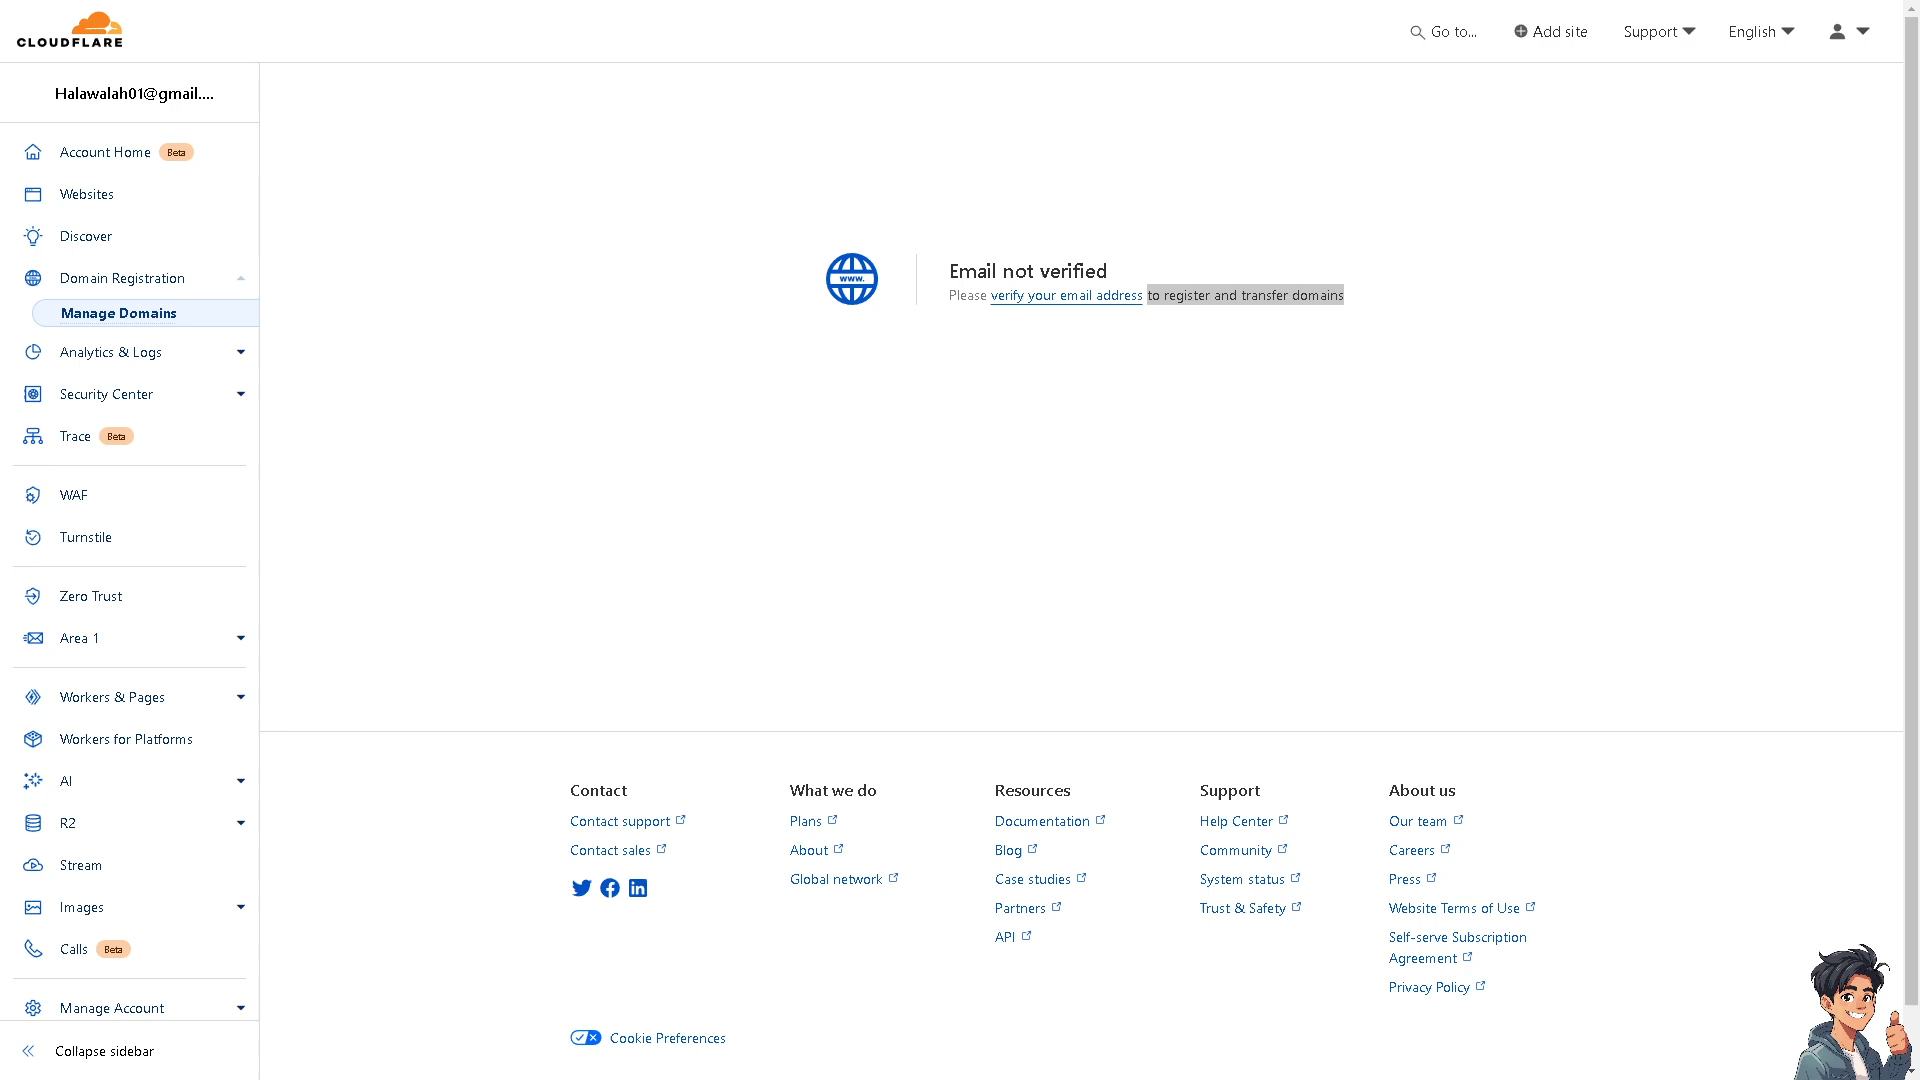 CLOUDFLARE
Go to...
Add site
Support
English
Halawalah01@gmail....
Account Home Beta
Websites
Discover
Domain Registration
Manage Domains
Analytics & Logs
Security Center
Trace Beta
WAF
Turnstile
Zero Trust
Area 1
Workers & Pages
Workers for Platforms
AI
R2
Stream
Images
Calls Beta
Manage Account
Collapse sidebar
WWW.
Email not verified
Please verify your email address to register and transfer domains
Contact
Contact support
Contact sales
What we do
Plans
About
Global network
Resources
Documentation
Blog
Case studies
Partners
API
Support
Help Center
Community
System status
Trust & Safety
About us
Our team
Careers
Press
Website Terms of Use
Self-serve Subscription
Agreement
Privacy Policy
Cookie Preferences